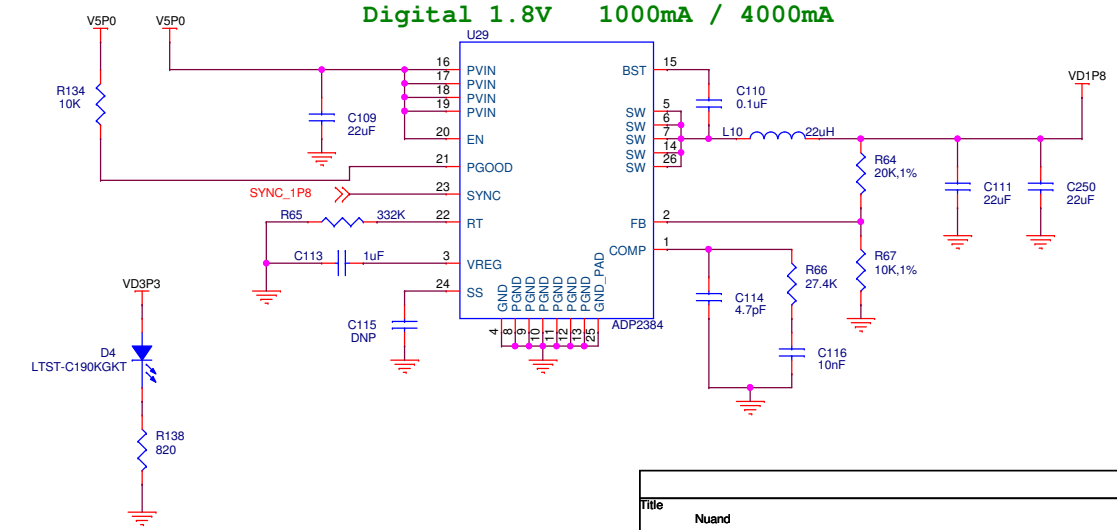 Digital 1.8V 1000mA / 4000mA
V5P0
V5P0
U29
R134
10K
C109
22uF
16
17
18
19
20
21
23
22
3
24
PVIN
PVIN
PVIN
PVIN
EN
PGOOD
SYNC
RT
VREG
SS
SYNC_1P8
R65
332K
C113
1uF
C115
DNP
BST
SW
SW
SW
SW
SW
FB
COMP
15
5
6
7
14
26
2
1
GND
PGND
PGND
PGND
PGND
PGND
PGND
GND_PAD
4
8
9
10
11
12
13
25
ADP2384
C110
0.1uF
L10
22uH
VD1P8
R64
20K,1%
C111
22uF
C250
22uF
R67
10K,1%
R66
27.4K
C114
4.7pF
C116
10nF
VD3P3
D4
LTST-C190KGKT
R138
820
Title
Nuand